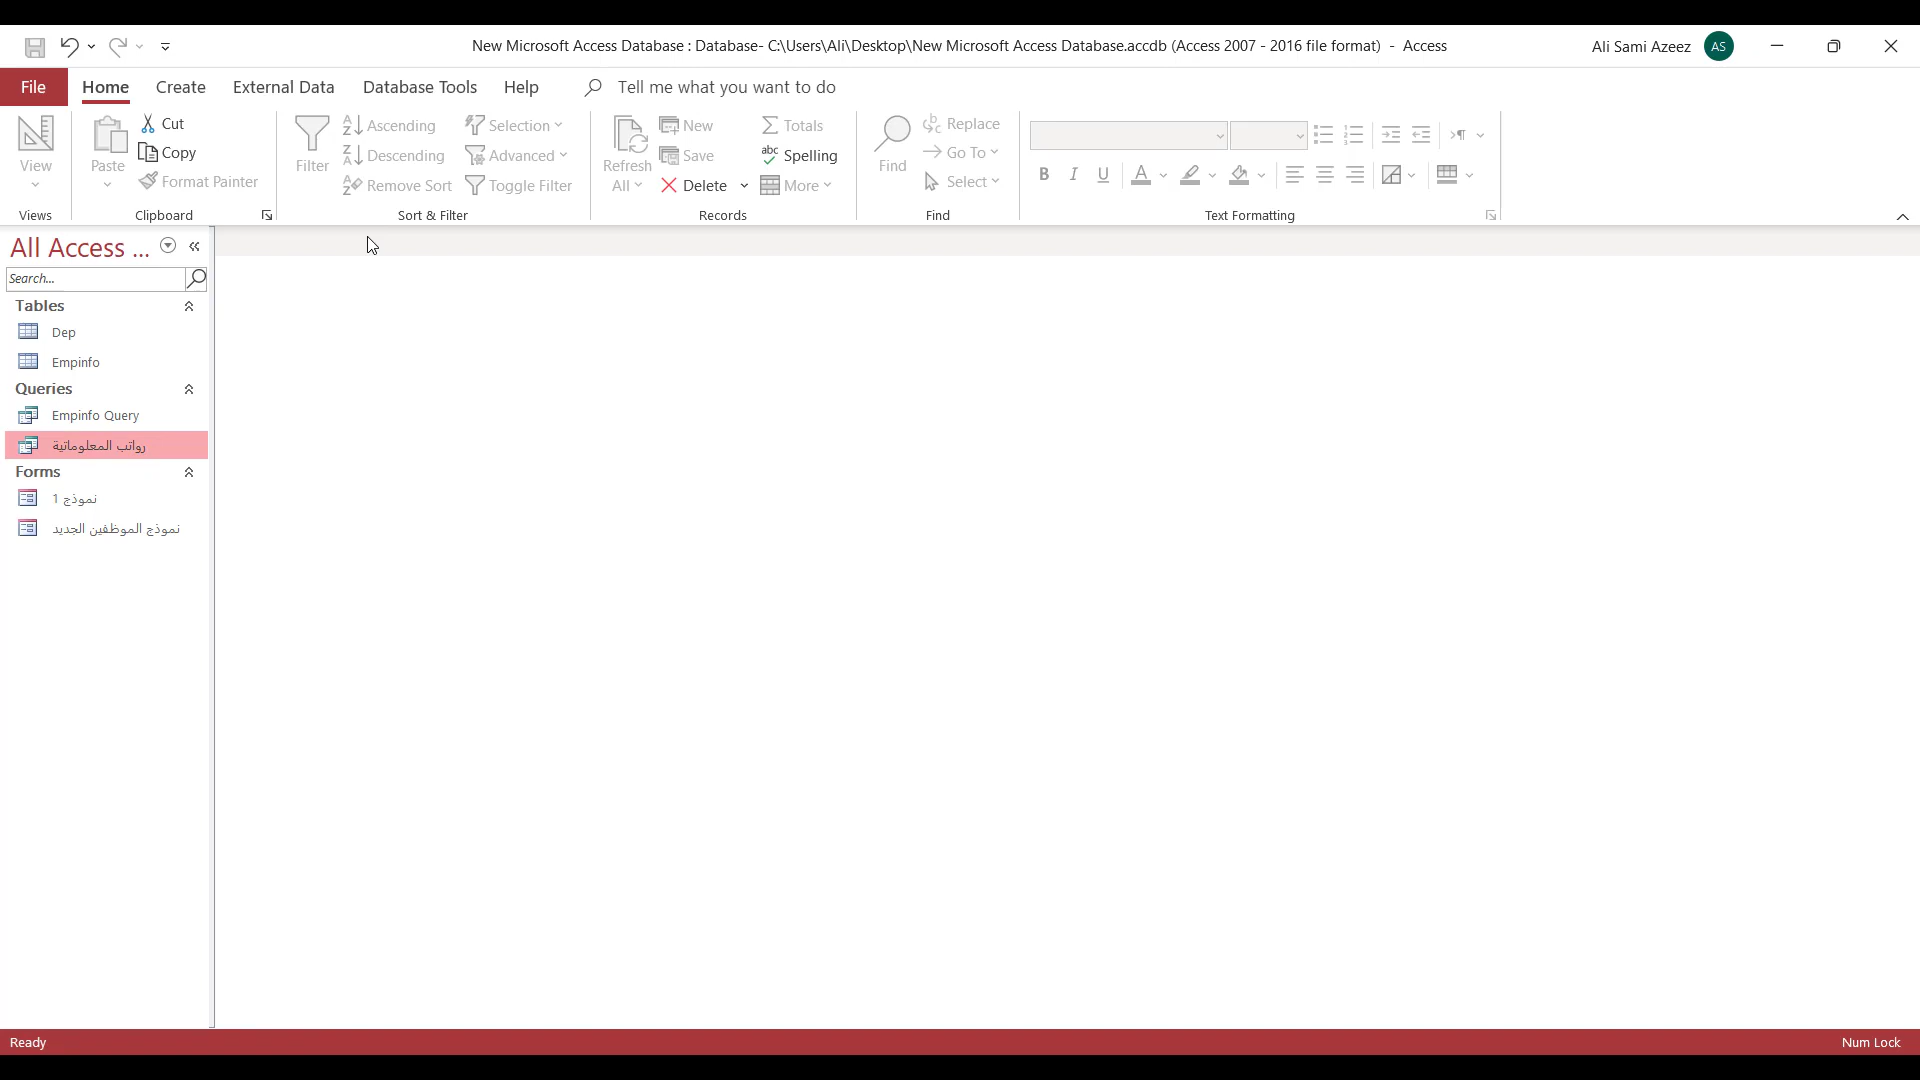 New Microsoft Access Database : Database- C:\Users\Ali\Desktop\New Microsoft Access Database.accdb (Access 2007 - 2016 file format) - Access
Ali Sami Azeez AS
File Home Create External Data Database Tools Help Tell me what you want to do
View
Views
Paste
Cut
Copy
Format Painter
Clipboard
Filter
Ascending
Descending
Remove Sort
Selection
Advanced
Toggle Filter
Sort & Filter
Refresh
All
New
Save
Delete
Totals
Spelling
More
Records
Find
Replace
Go To
Select
Find
B I U A
Text Formatting
All Access ...
Search...
Tables
Dep
Empinfo
Queries
Empinfo Query
رواتب المعلوماتية
Forms
نموذج 1
نموذج الموظفين الجديد
Ready
Num Lock